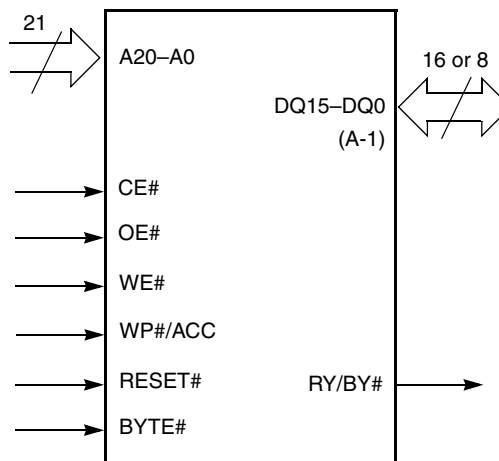 21
16 or 8
A20–A0
DQ15–DQ0
(A-1)
CE#
OE#
WE#
WP#/ACC
RESET#
RY/BY#
BYTE#